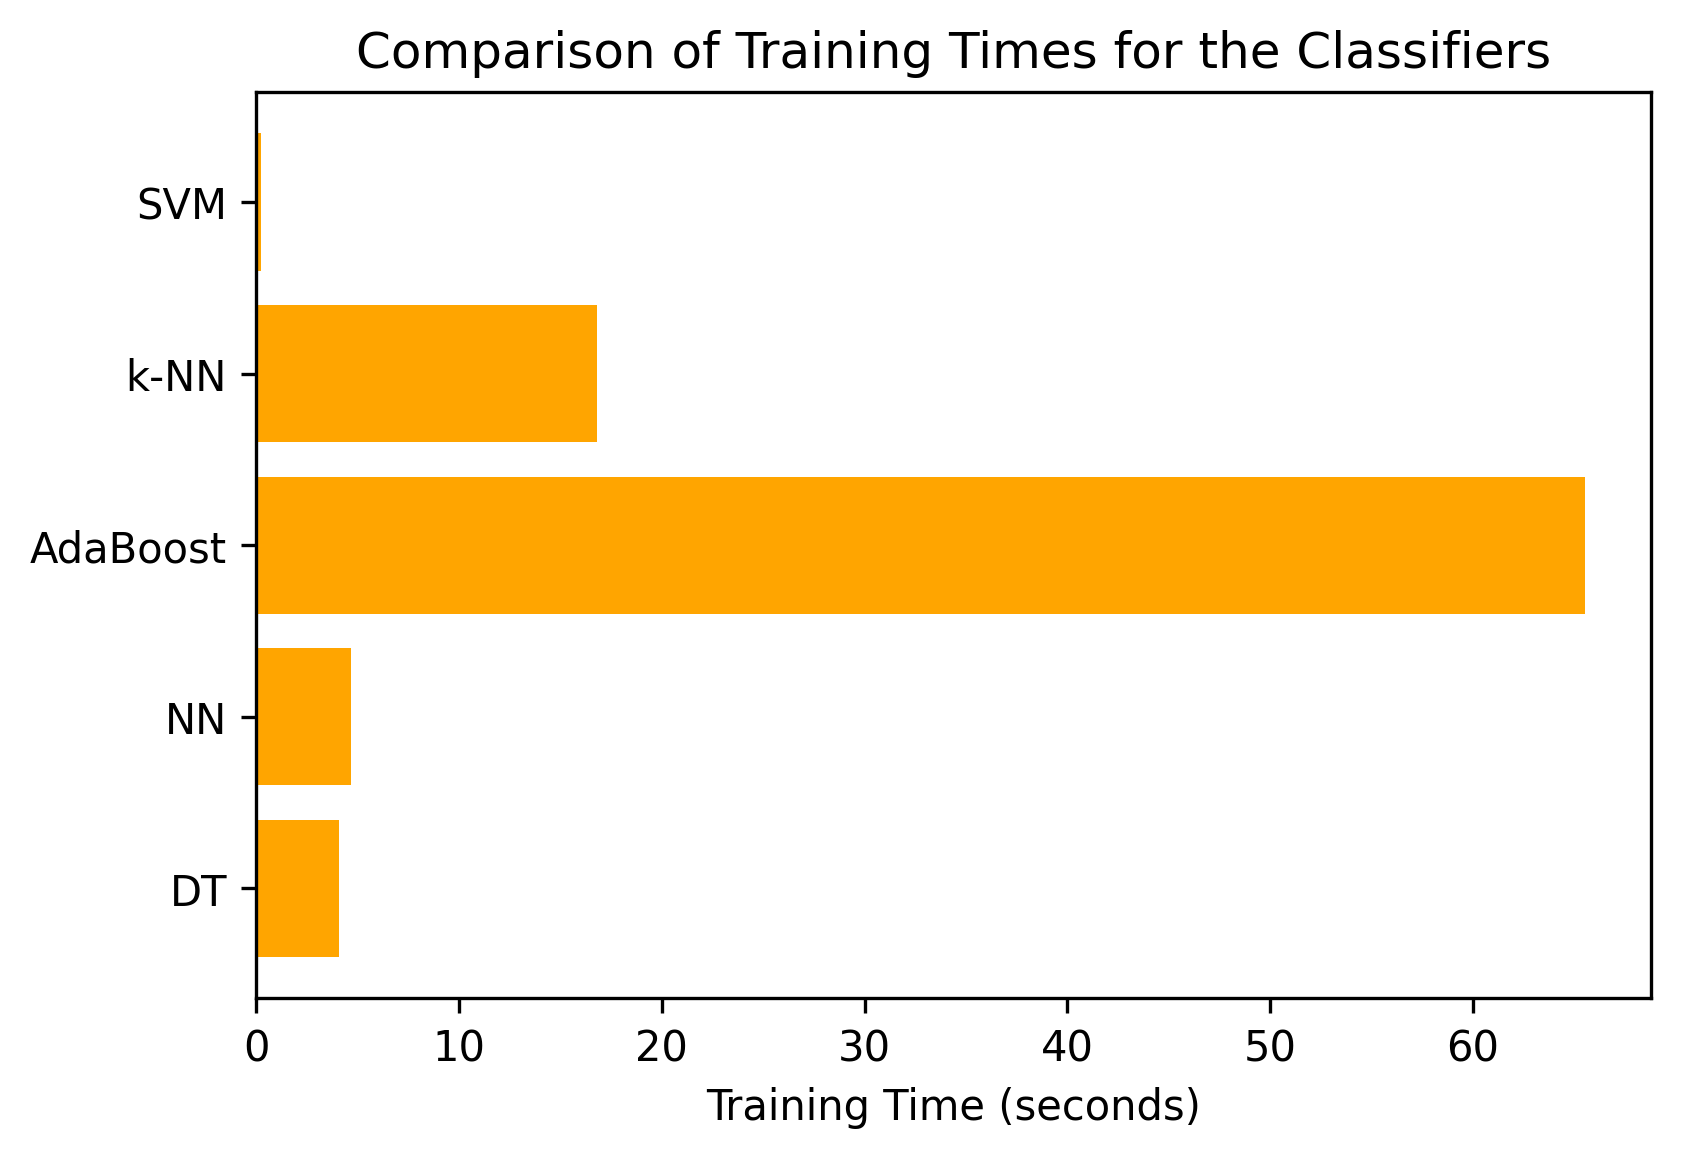 Comparison of Training Times for the Classifiers
SVM
k-NN
AdaBoost
NN
DT
0 10 20 30 40 50 60
Training Time (seconds)